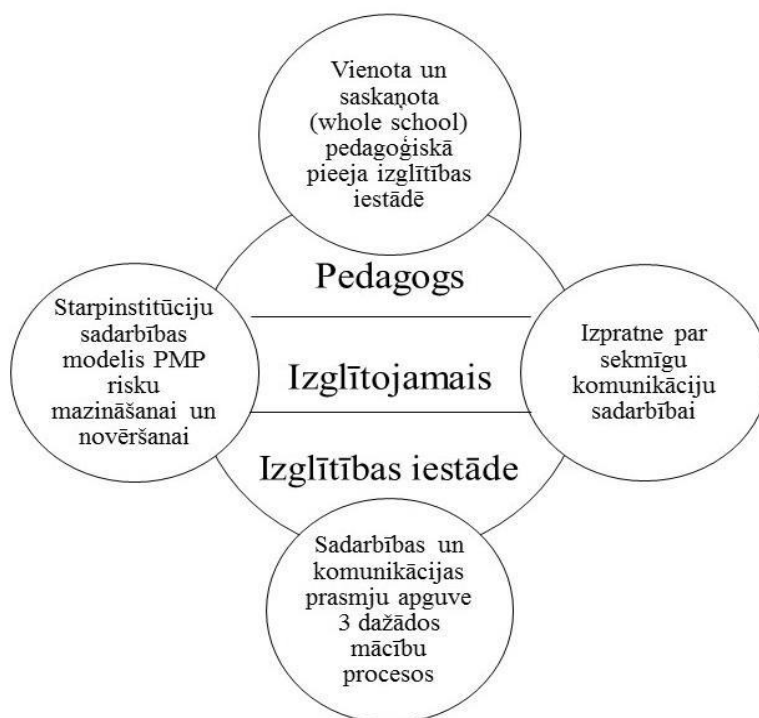 Vienota un
saskaņota
(whole school)
pedagoģiskā
pieeja izglītības
iestādē
Pedagogs
Starpinstitūciju
sadarbības
modelis PMP
risku
mazināšanai un
novēršanai
Izglītojamais
Izpratne par
sekmīgu
komunikāciju
sadarbībai
Izglītības iestāde
Sadarbības un
komunikācijas
prasmju apguve
3 dažādos
mācību
procesos